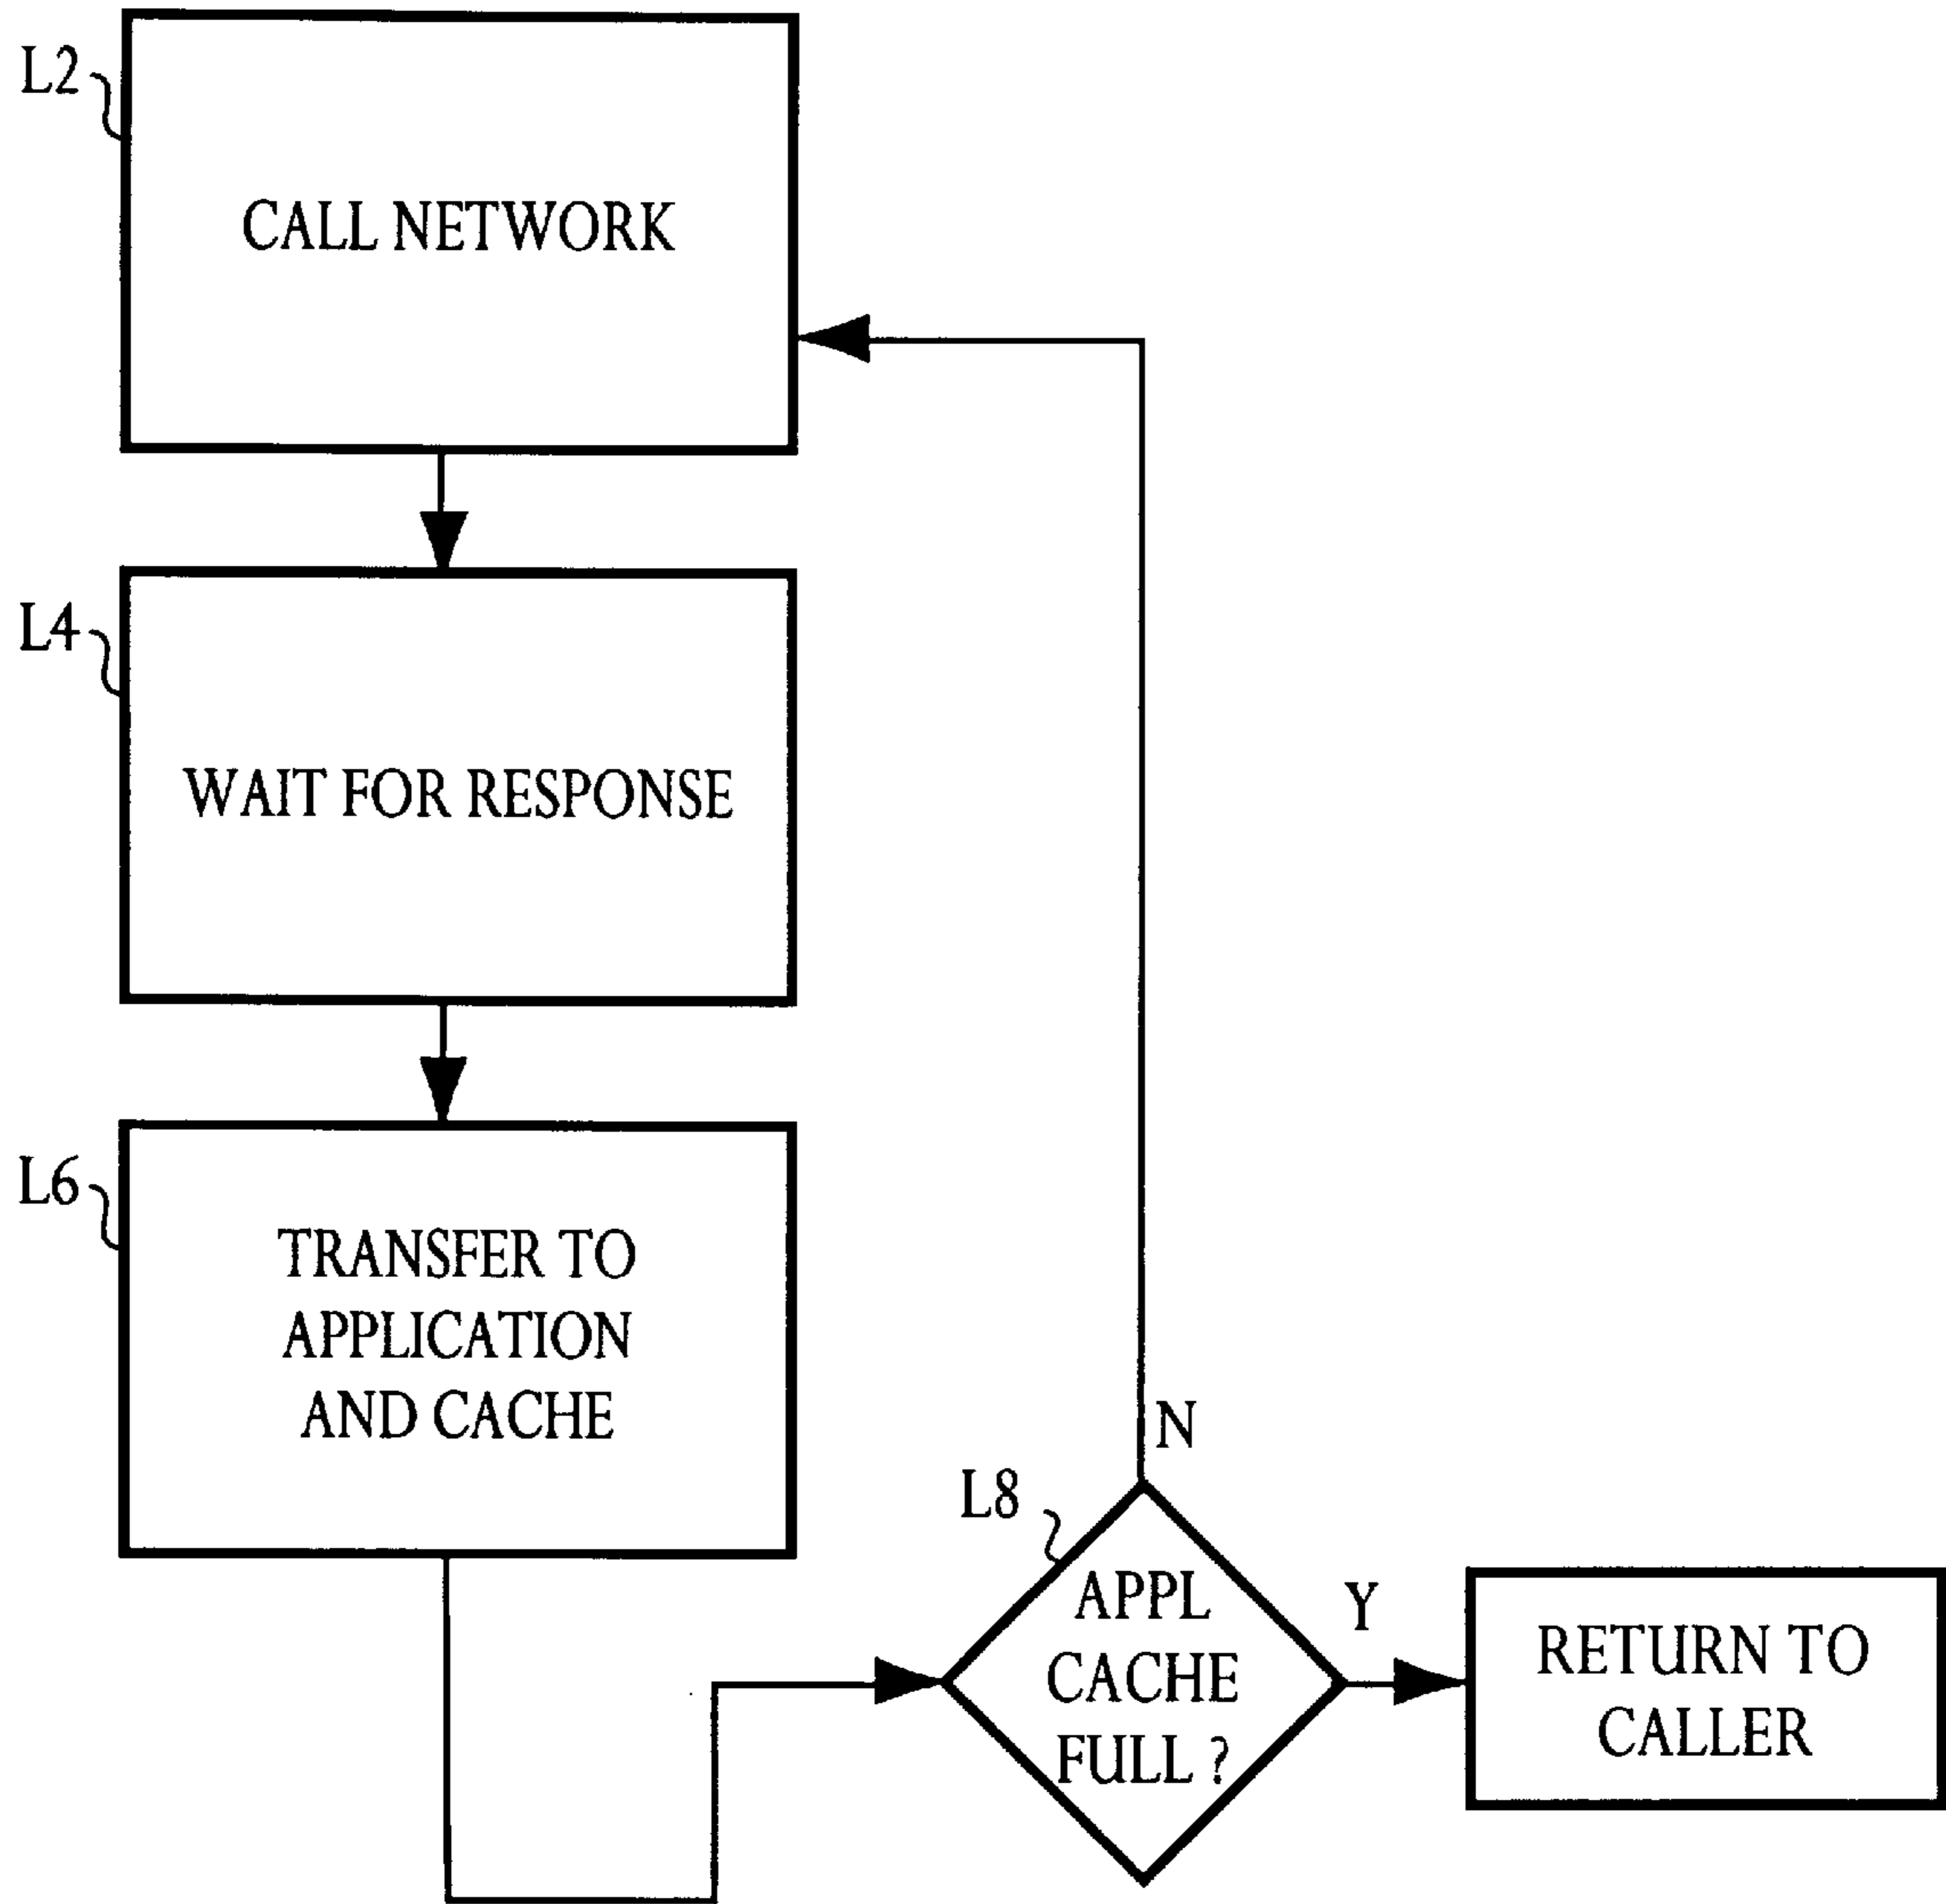 L2
CALL NETWORK
L4
WAIT FOR RESPONSE
L6
TRANSFER TO
APPLICATION
AND CACHE
N
L8
APPL
CACHE
FULL ?
Y
RETURN TO
CALLER